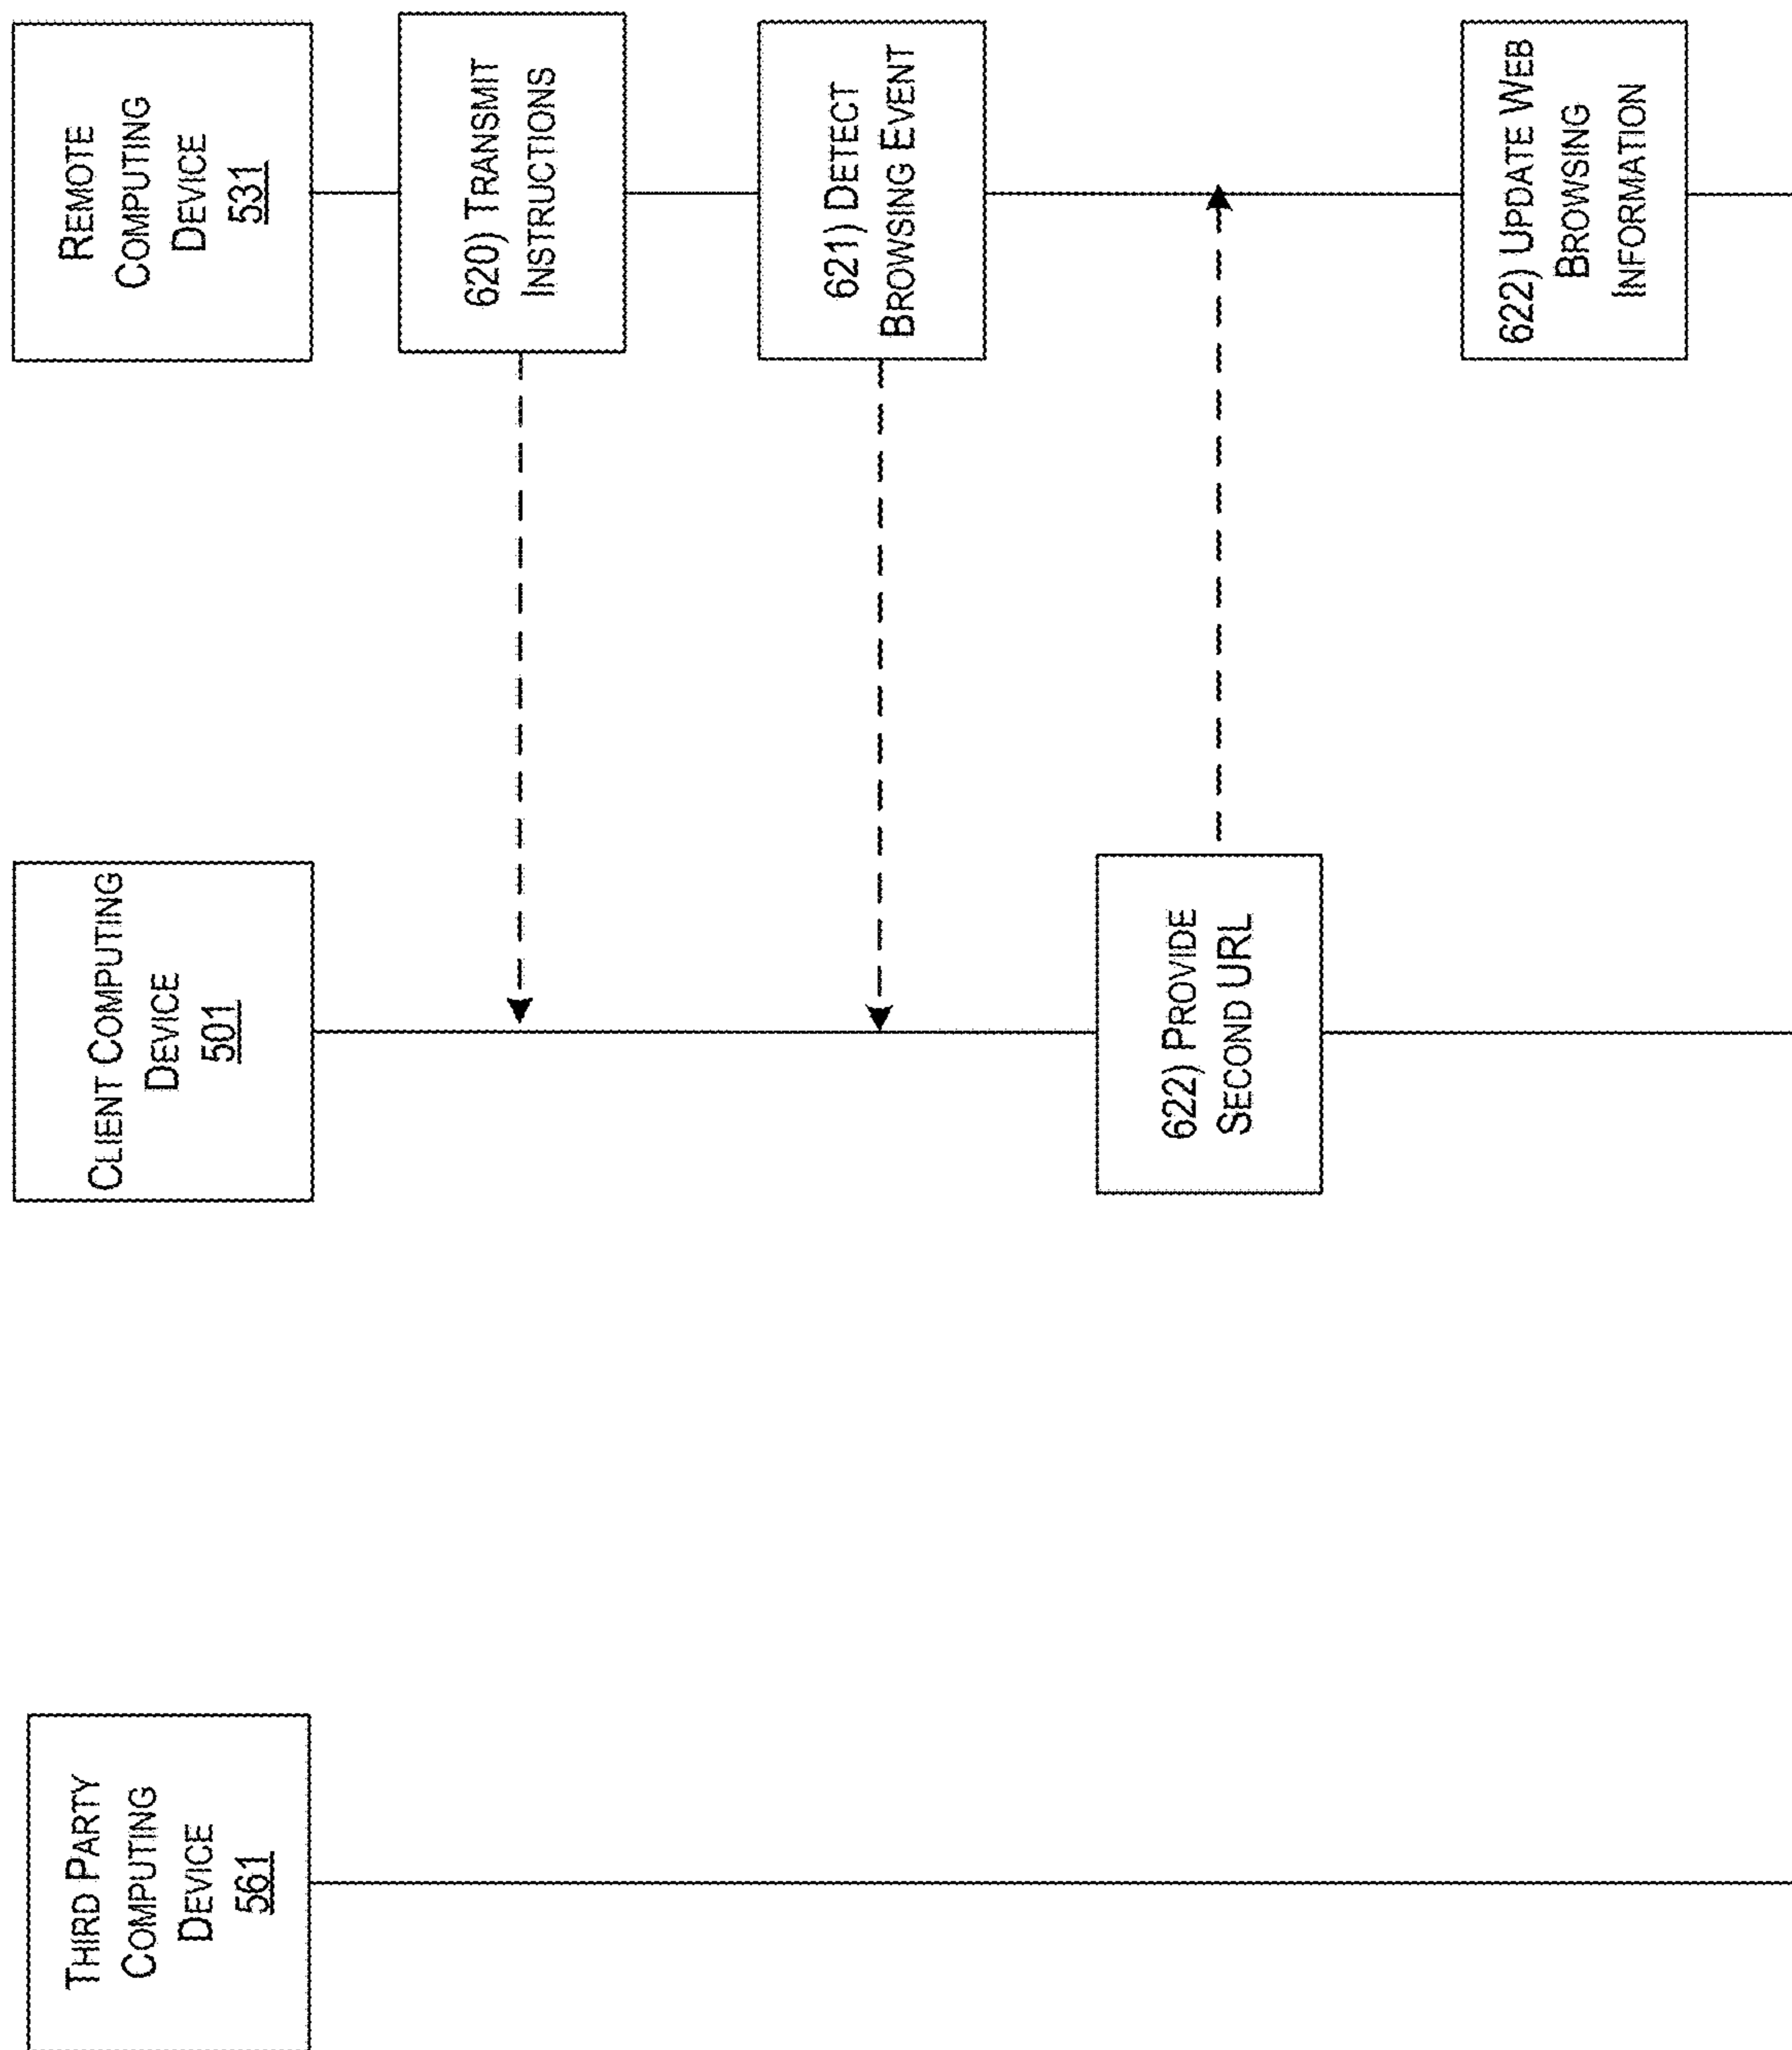 REMOTE
COMPUTING
DEVICE
531
620) TRANSMIT
INSTRUCTIONS
621) DETECT
BROWSING EVENT
622) UPDATE WEB
BROWSING
INFORMATION
CLIENT COMPUTING
DEVICE
501
622) PROVIDE
SECOND URL
THIRD PARTY
COMPUTING
DEVICE
561